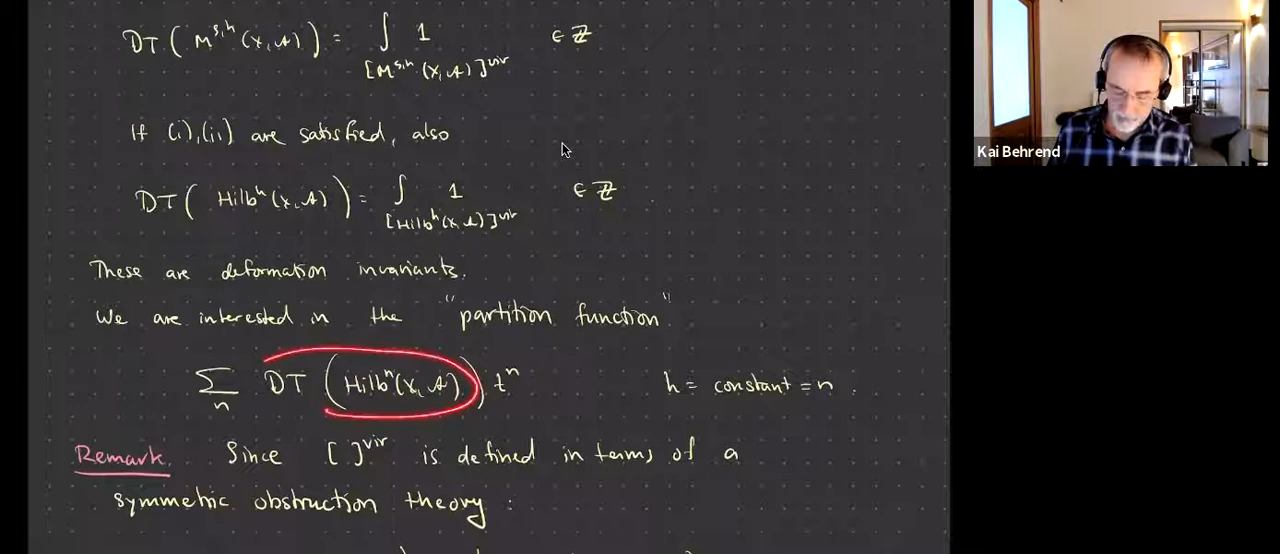 DT ( M^{s,h} (X, A) ) = ∫_{[M^{s,h} (X, A)]^{vir}} 1 ∈ ℤ
If (i), (ii) are satisfied, also
DT ( Hilb^h (X, A) ) = ∫_{[Hilb^h (X, A)]^{vir}} 1 ∈ ℤ
These are deformation invariants.
We are interested in the "partition function"
∑_n DT ( Hilb^n (X, A) ) t^n h = constant = n .
Remark. Since [ ]^{vir} is defined in terms of a
symmetric obstruction theory :
Kai Behrend